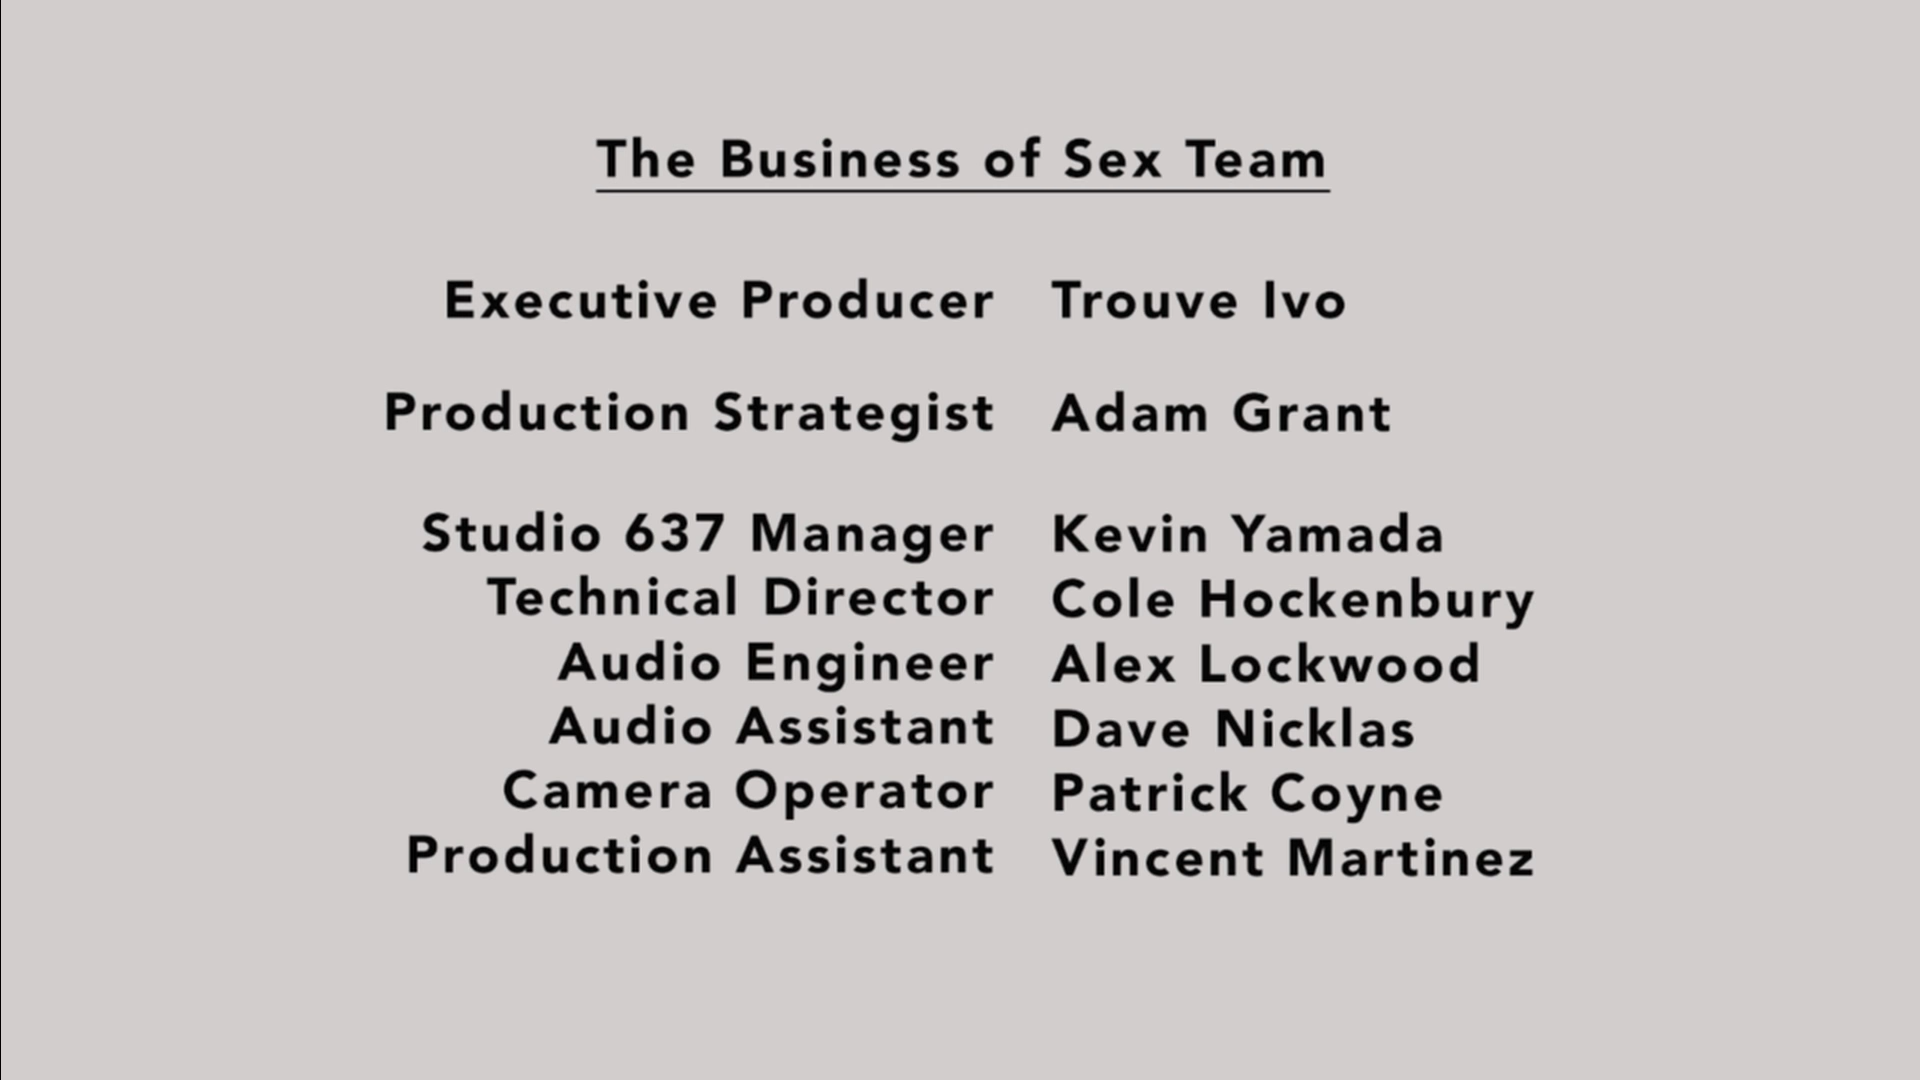 The Business of Sex Team
Executive Producer Trouve Ivo
Production Strategist Adam Grant
Studio 637 Manager Kevin Yamada
Technical Director Cole Hockenbury
Audio Engineer Alex Lockwood
Audio Assistant Dave Nicklas
Camera Operator Patrick Coyne
Production Assistant Vincent Martinez